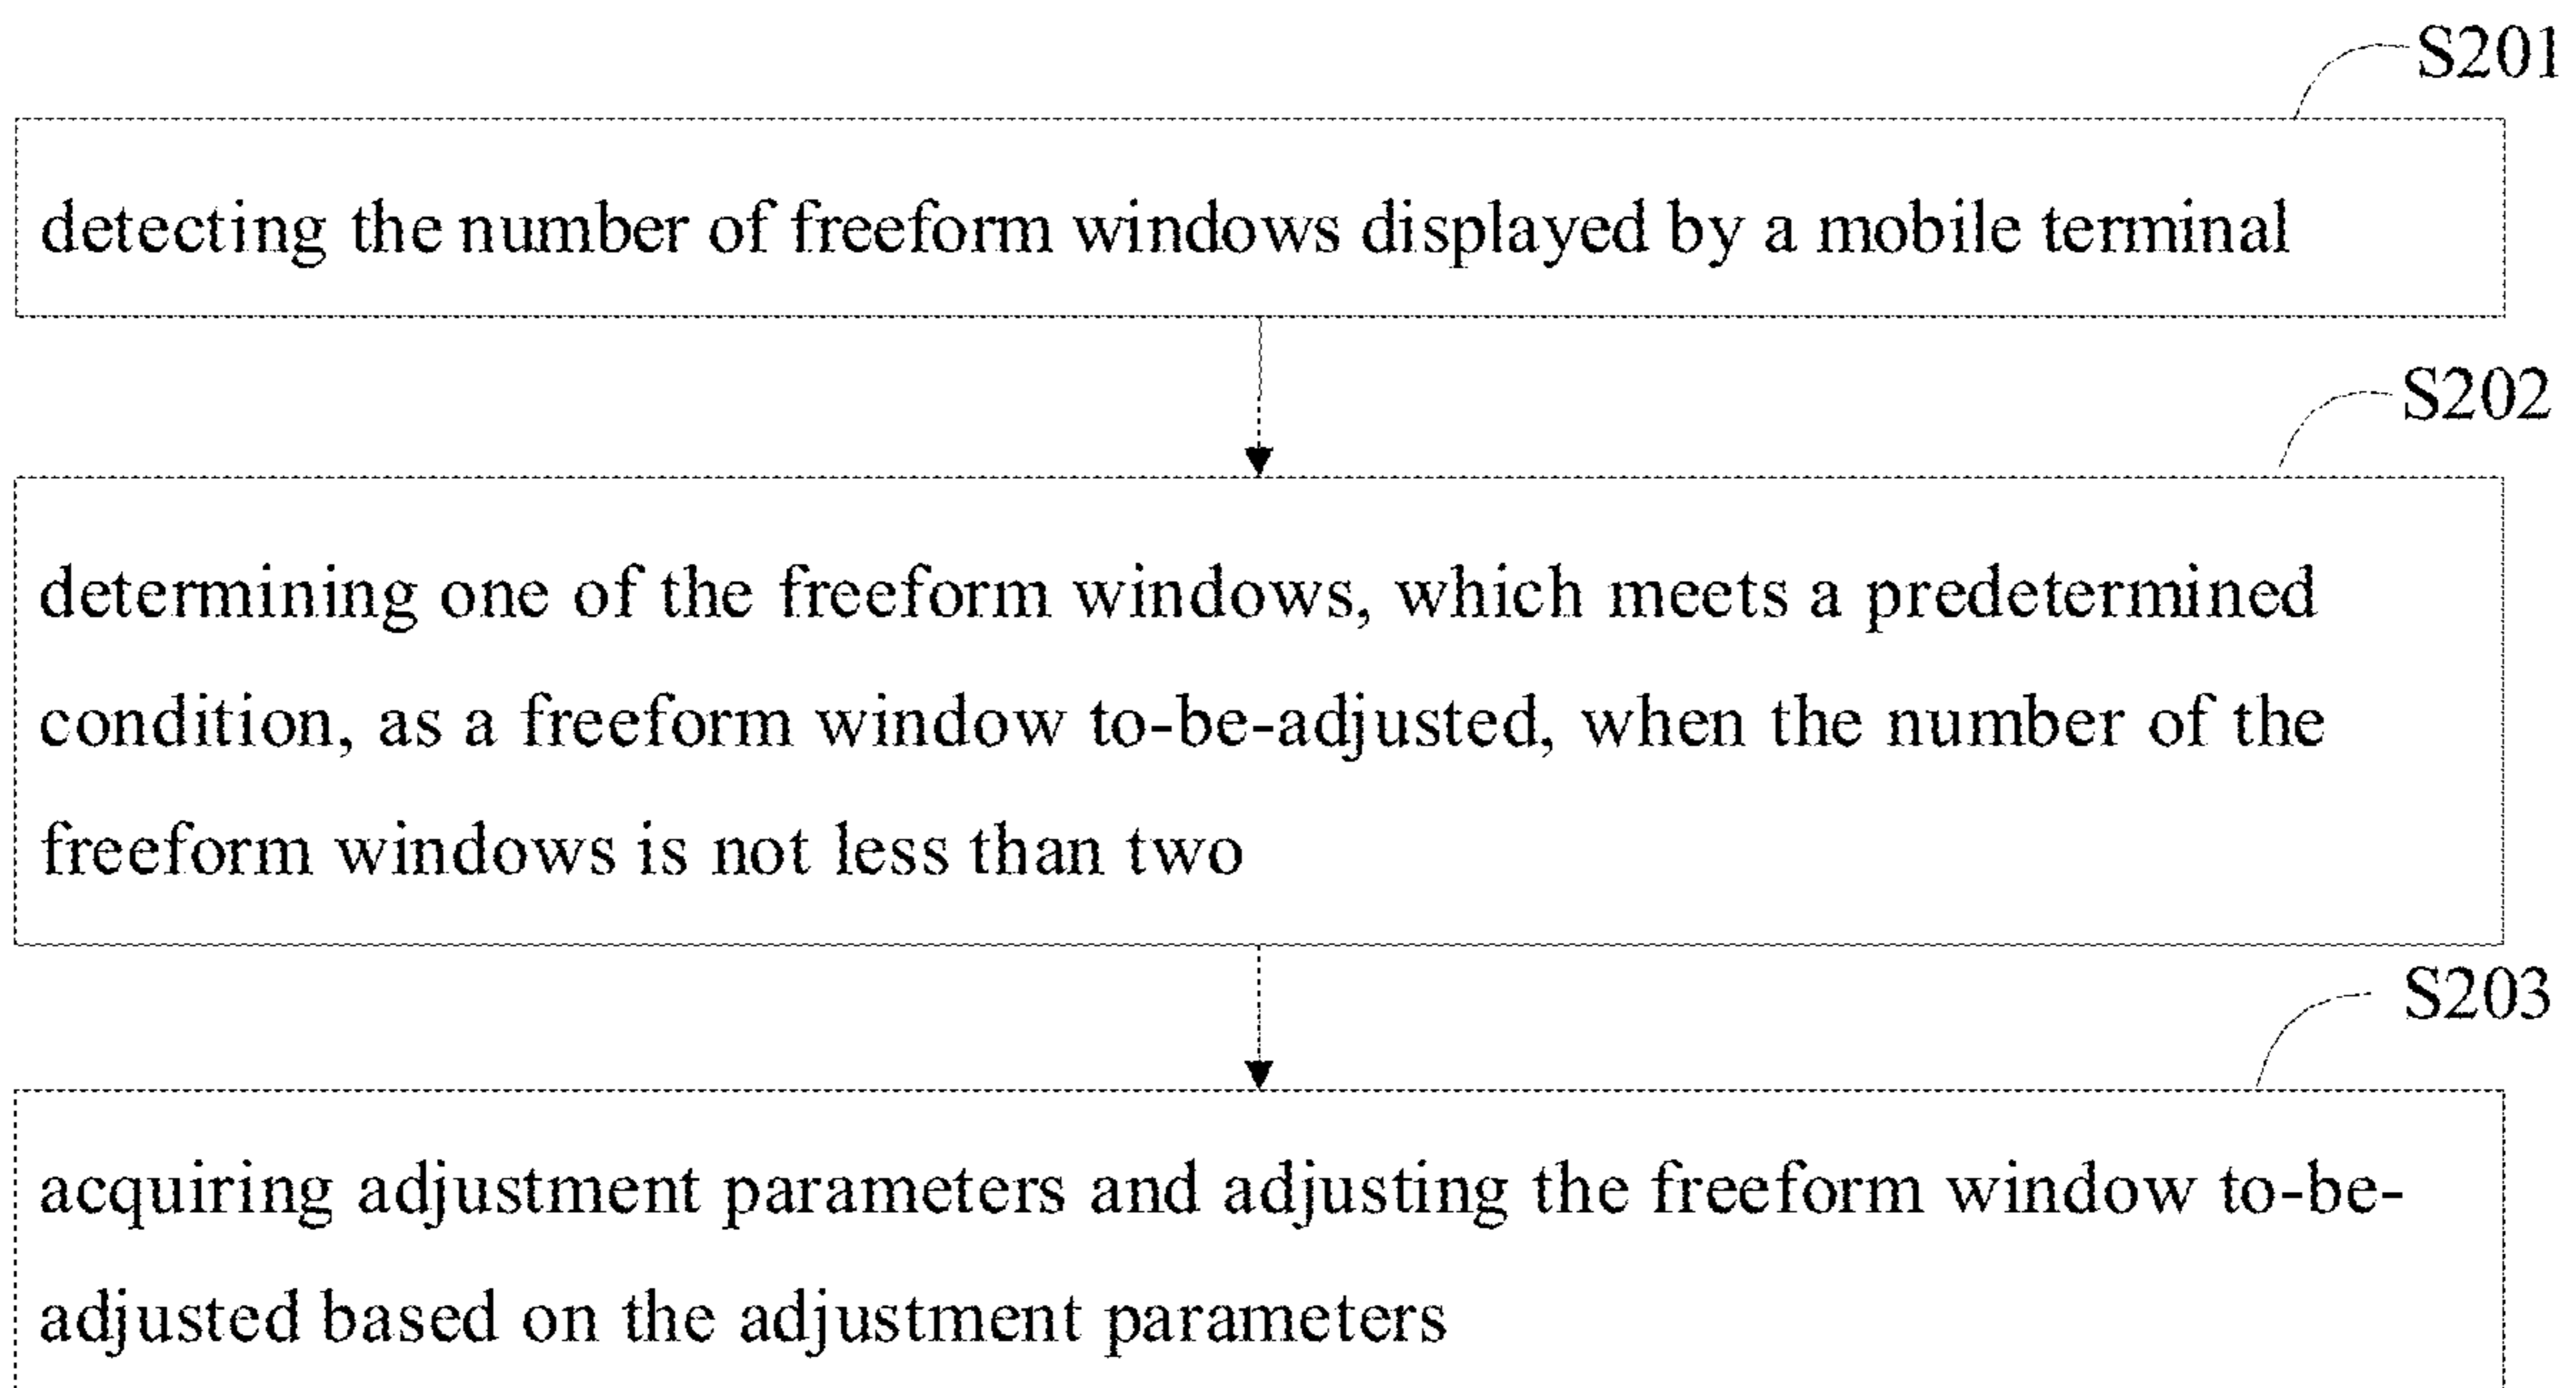 S201
detecting the number of freeform windows displayed by a mobile terminal
S202
determining one of the freeform windows, which meets a predetermined
condition, as a freeform window to-be-adjusted, when the number of the
freeform windows is not less than two
S203
acquiring adjustment parameters and adjusting the freeform window to-be-
adjusted based on the adjustment parameters